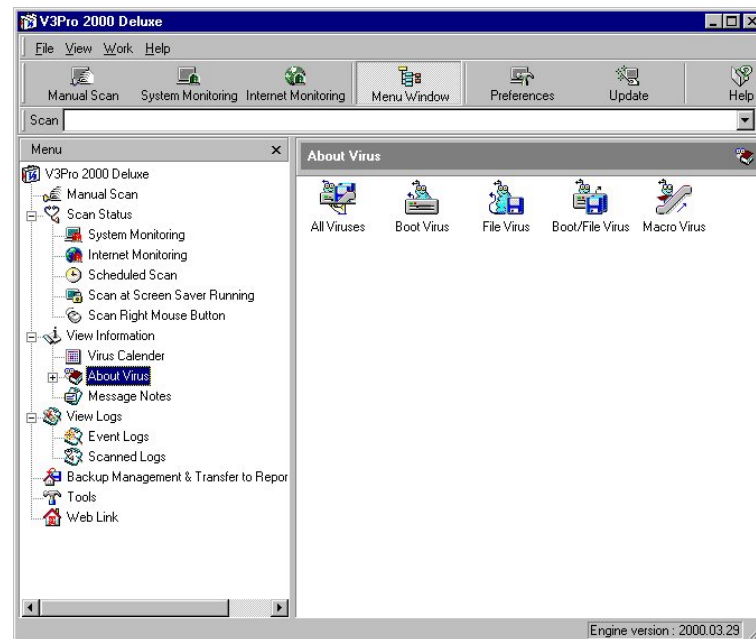 V3Pro 2000 Deluxe
File View Work Help
Manual Scan System Monitoring Internet Monitoring Menu Window Preferences Update Help
Scan
Menu
About Virus
V3Pro 2000 Deluxe
Manual Scan
Scan Status
System Monitoring
Internet Monitoring
Scheduled Scan
Scan at Screen Saver Running
Scan Right Mouse Button
View Information
Virus Calender
About Virus
Message Notes
View Logs
Event Logs
Scanned Logs
Backup Management & Transfer to Repor
Tools
Web Link
All Viruses Boot Virus File Virus Boot/File Virus Macro Virus
Engine version : 2000.03.29